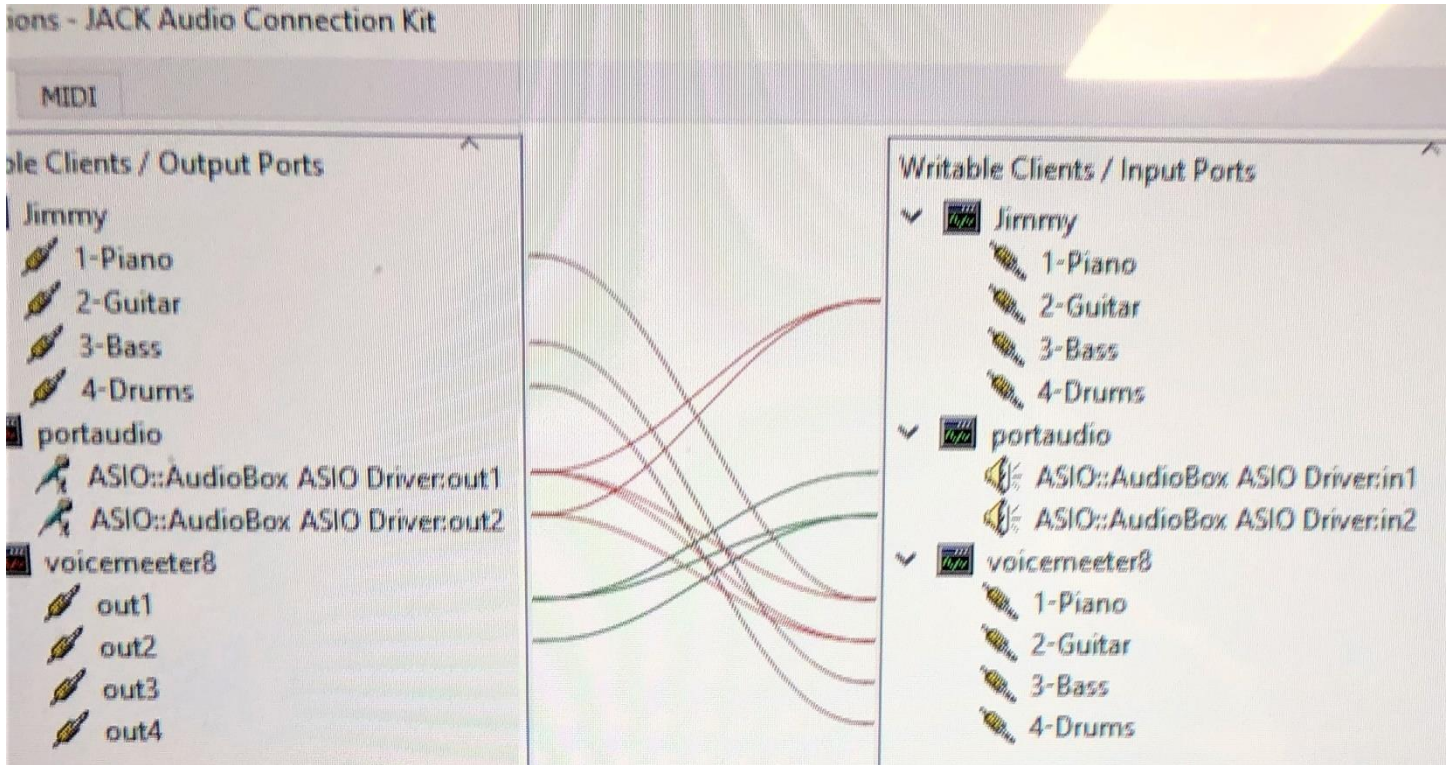 ions - JACK Audio Connection Kit
MIDI
ble Clients / Output Ports
Jimmy
1-Piano
2-Guitar
3-Bass
4-Drums
portaudio
ASIO::AudioBox ASIO Driver:out1
ASIO::AudioBox ASIO Driver:out2
voicemeeter8
out1
out2
out3
out4
Writable Clients / Input Ports
Jimmy
1-Piano
2-Guitar
3-Bass
4-Drums
portaudio
ASIO::AudioBox ASIO Driver:in1
ASIO::AudioBox ASIO Driver:in2
voicemeeter8
1-Piano
2-Guitar
3-Bass
4-Drums